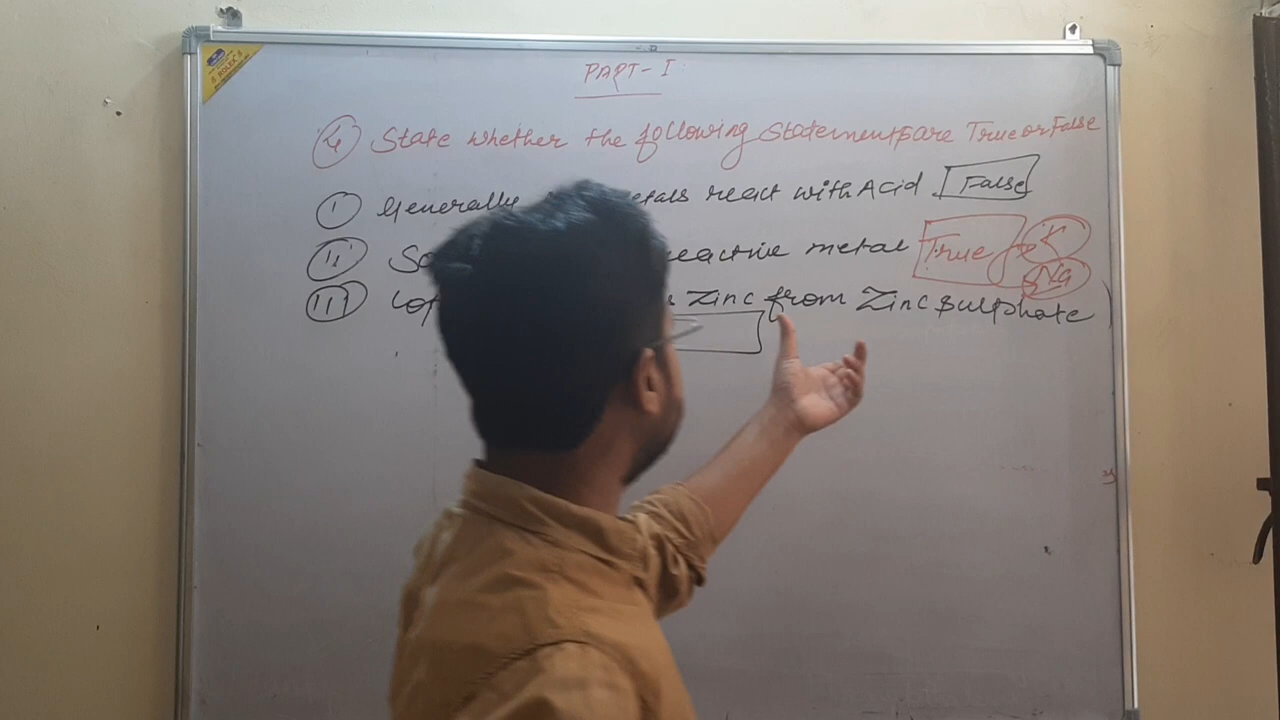 PART - I
4 State whether the following Statements are True or False
I Generally react with Acid False
II reactive metal True K
Na
III Zinc from Zinc Sulphate